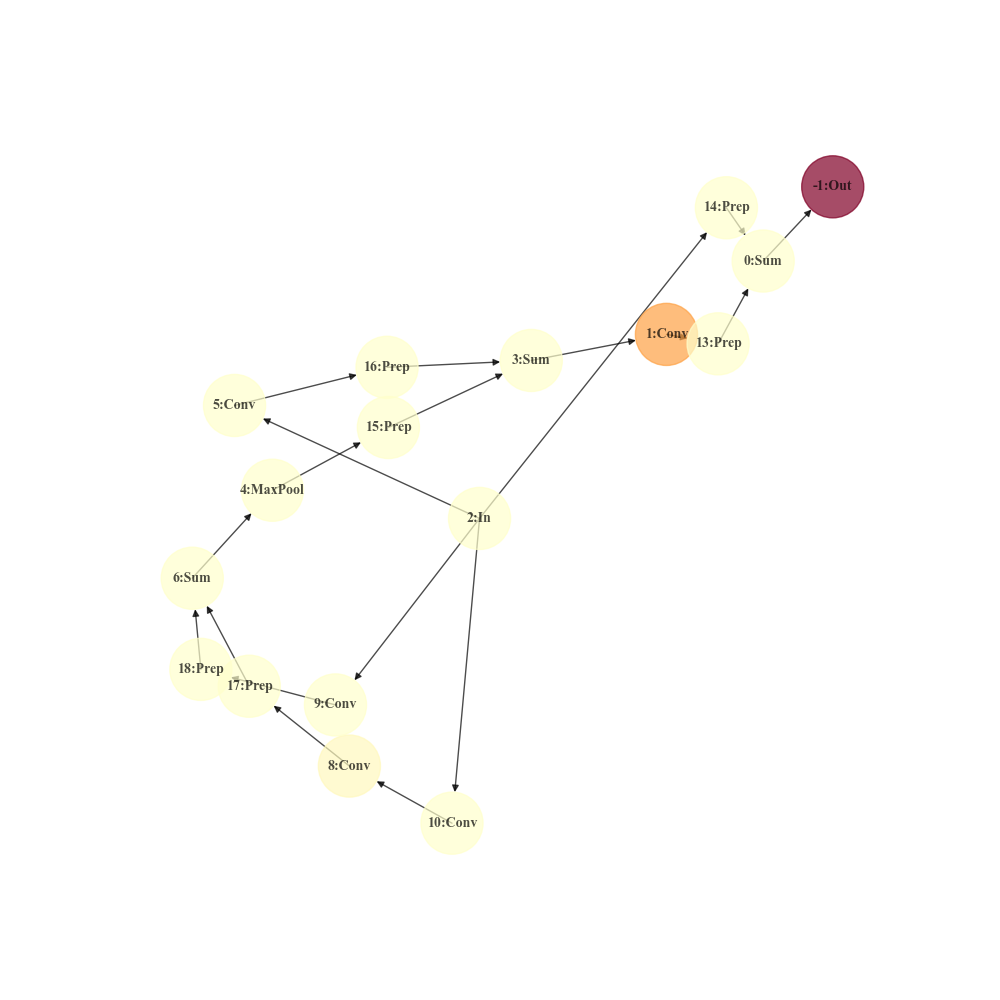 -1:Out
14:Prep
0:Sum
1:Conv
13:Prep
3:Sum
16:Prep
5:Conv
15:Prep
4:MaxPool
2:In
6:Sum
18:Prep
17:Prep
9:Conv
8:Conv
10:Conv